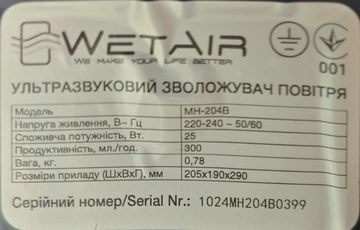 WETAIR
WE MAKE YOUR LIFE BETTER
001
УЛЬТРАЗВУКОВИЙ ЗВОЛОЖУВАЧ ПОВІТРЯ
Модель MH-204B
Напруга живлення, В~ Гц 220-240 ~ 50/60
Споживча потужність, Вт. 25
Продуктивність, мл./год. 300
Вага, кг. 0,78
Розміри приладу (ШхВхГ), мм. 205x190x290
Серійний номер/Serial Nr.: 1024MH204B0399